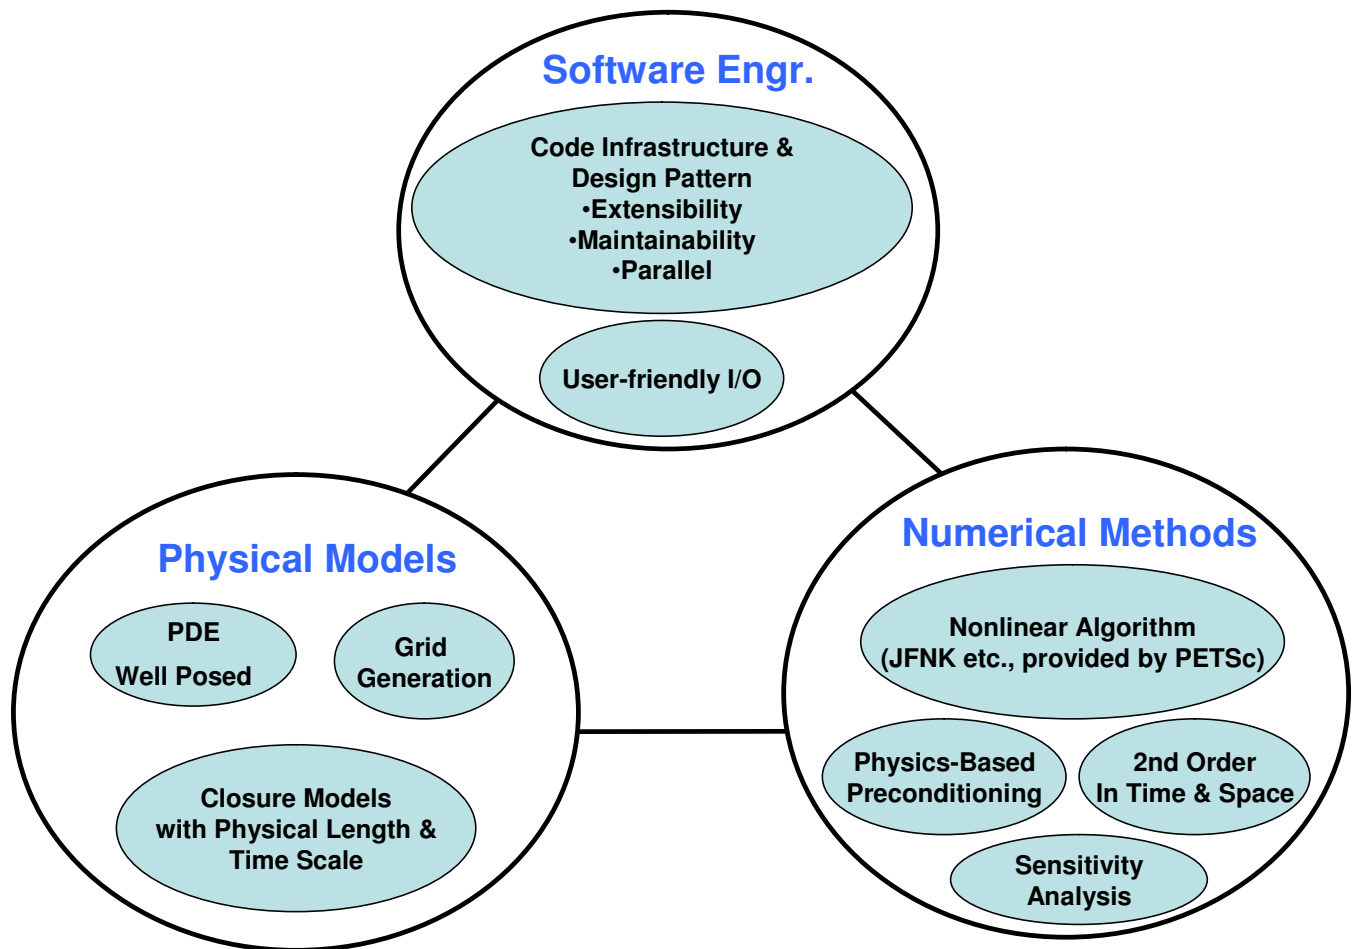 Software Engr.
Code Infrastructure &
Design Pattern
•Extensibility
•Maintainability
•Parallel
User-friendly I/O
Physical Models
PDE
Well Posed
Grid
Generation
Closure Models
with Physical Length &
Time Scale
Numerical Methods
Nonlinear Algorithm
(JFNK etc., provided by PETSc)
Physics-Based
Preconditioning
2nd Order
In Time & Space
Sensitivity
Analysis